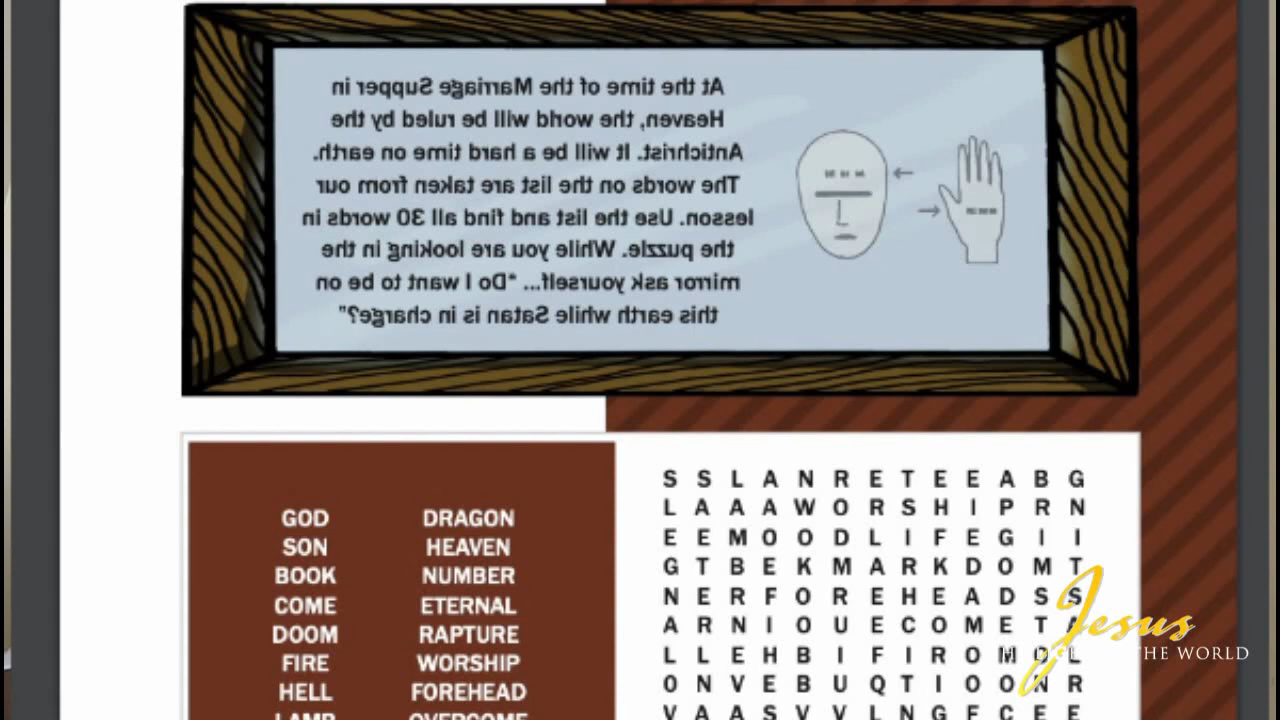 At the time of the Marriage Supper in
Heaven, the world will be ruled by the
Antichrist. It will be a hard time on earth.
The words on the list are taken from our
lesson. Use the list and find all 30 words in
the puzzle. While you are looking in the
mirror ask yourself... "Do I want to be on
this earth while Satan is in charge?"
GOD DRAGON
SON HEAVEN
BOOK NUMBER
COME ETERNAL
DOOM RAPTURE
FIRE WORSHIP
HELL FOREHEAD
LAMB OVERCOME
S S L A N R E T E E A B G
L A A A W O R S H I P R N
E E M O O D L I F E G I I
G T B E K M A R K D O M T
N E R F O R E H E A D S S
A R N I O U E C O M E T A
L L E H B I F I R O M O L
O N V E B U Q T I O O N R
V A A S V V L N G F C E E
Jesus
THE WORLD